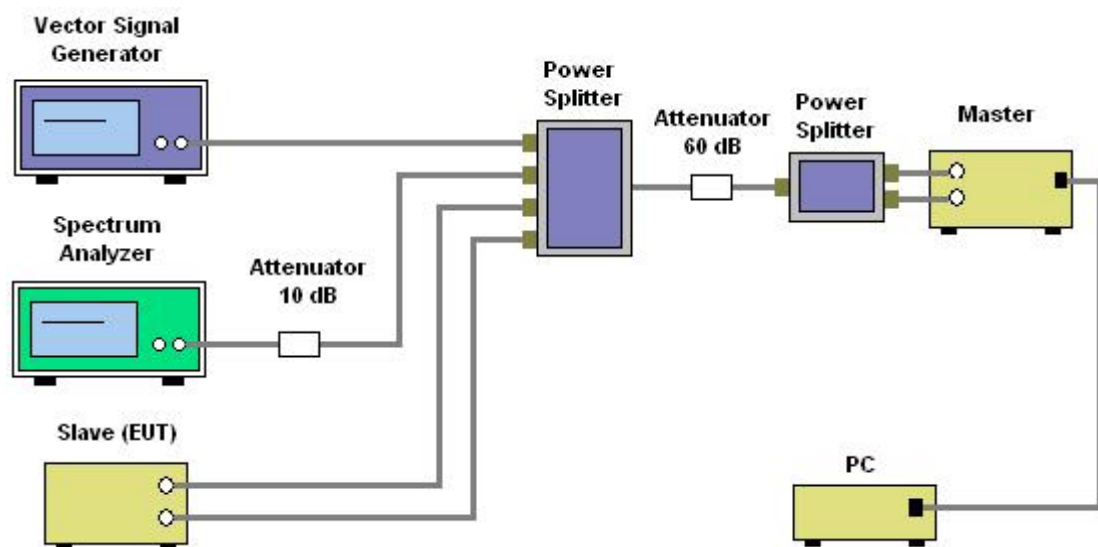 Vector Signal
Generator
Power
Splitter
Attenuator
60 dB
Power
Splitter
Master
Spectrum
Analyzer
Attenuator
10 dB
Slave (EUT)
PC